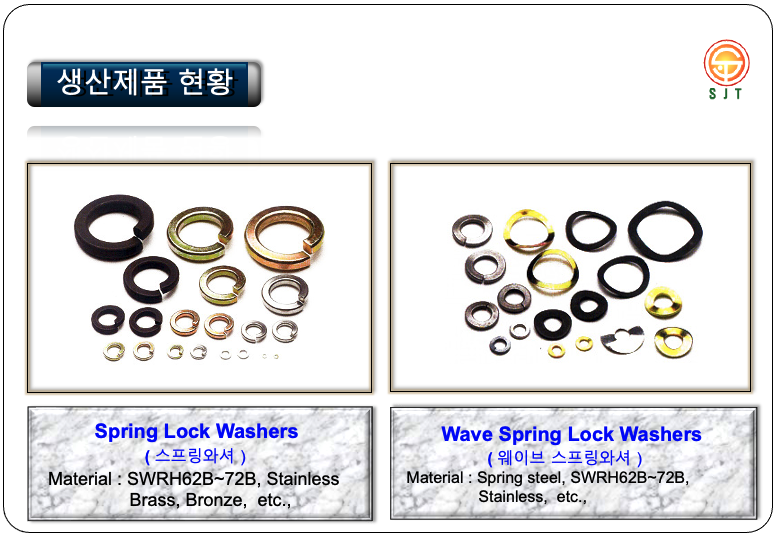 생산제품 현황
SJT
Spring Lock Washers
( 스프링와셔 )
Material : SWRH62B~72B, Stainless
Brass, Bronze, etc.,
Wave Spring Lock Washers
( 웨이브 스프링와셔 )
Material : Spring steel, SWRH62B~72B,
Stainless, etc.,